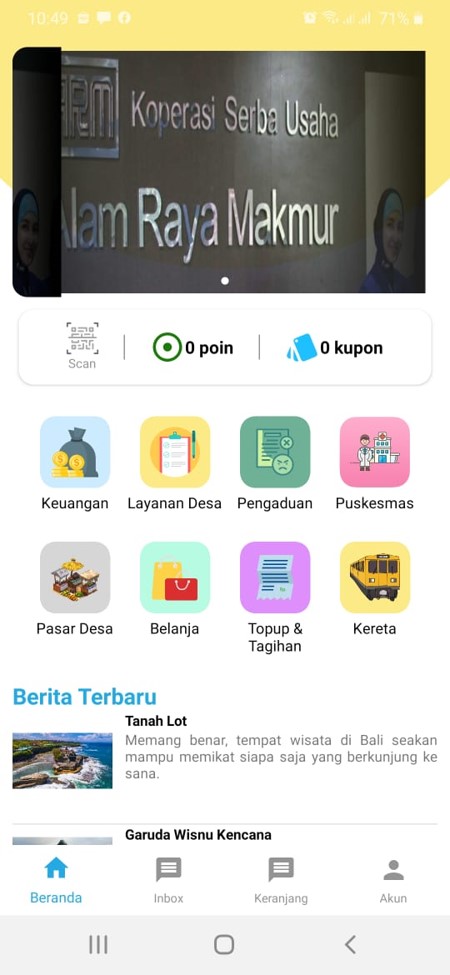 10:49
71%
Koperasi Serba Usaha
Alam Raya Makmur
Scan
0 poin
0 kupon
Keuangan
Layanan Desa
Pengaduan
Puskesmas
Pasar Desa
Belanja
Topup &
Tagihan
Kereta
Berita Terbaru
Tanah Lot
Memang benar, tempat wisata di Bali seakan
mampu memikat siapa saja yang berkunjung ke
sana.
Garuda Wisnu Kencana
Beranda
Inbox
Keranjang
Akun